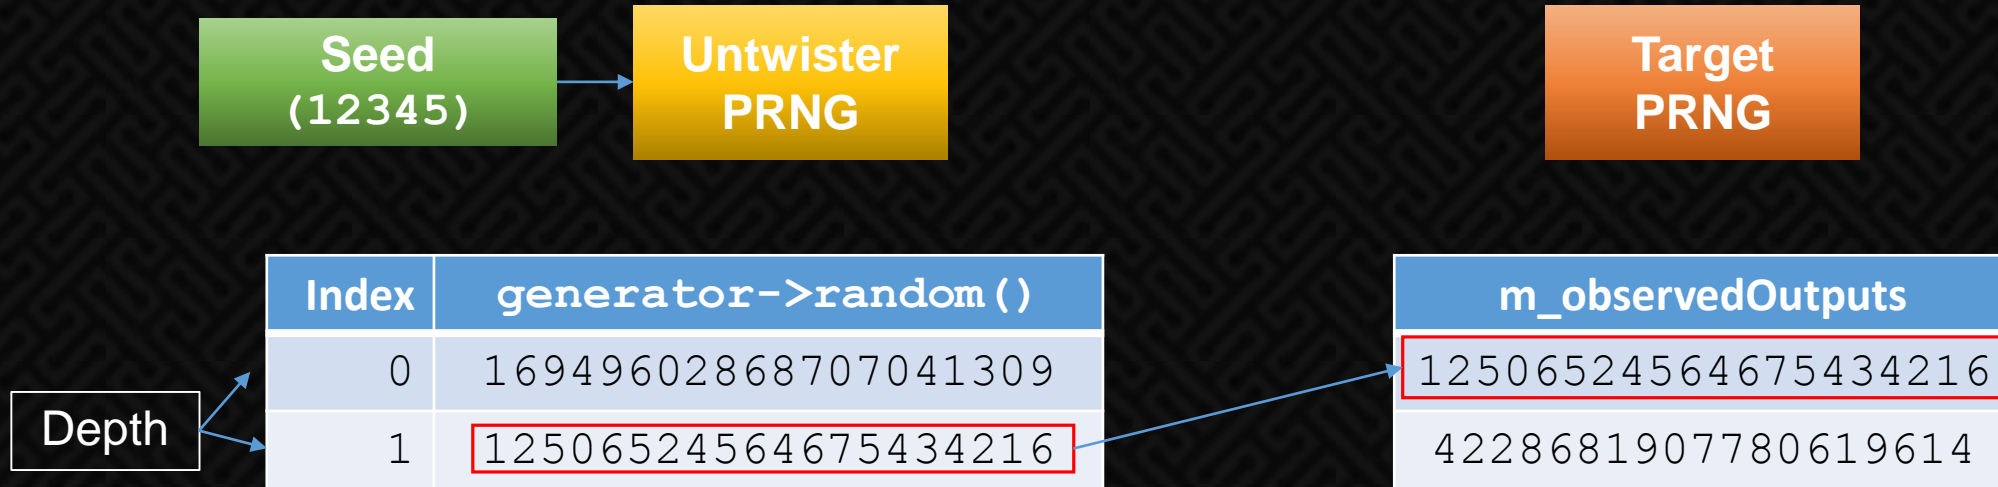 Seed
(12345)
Untwister
PRNG
Target
PRNG
Index generator->random()
0 16949602868707041309
1 12506524564675434216
Depth
m_observedOutputs
12506524564675434216
4228681907780619614